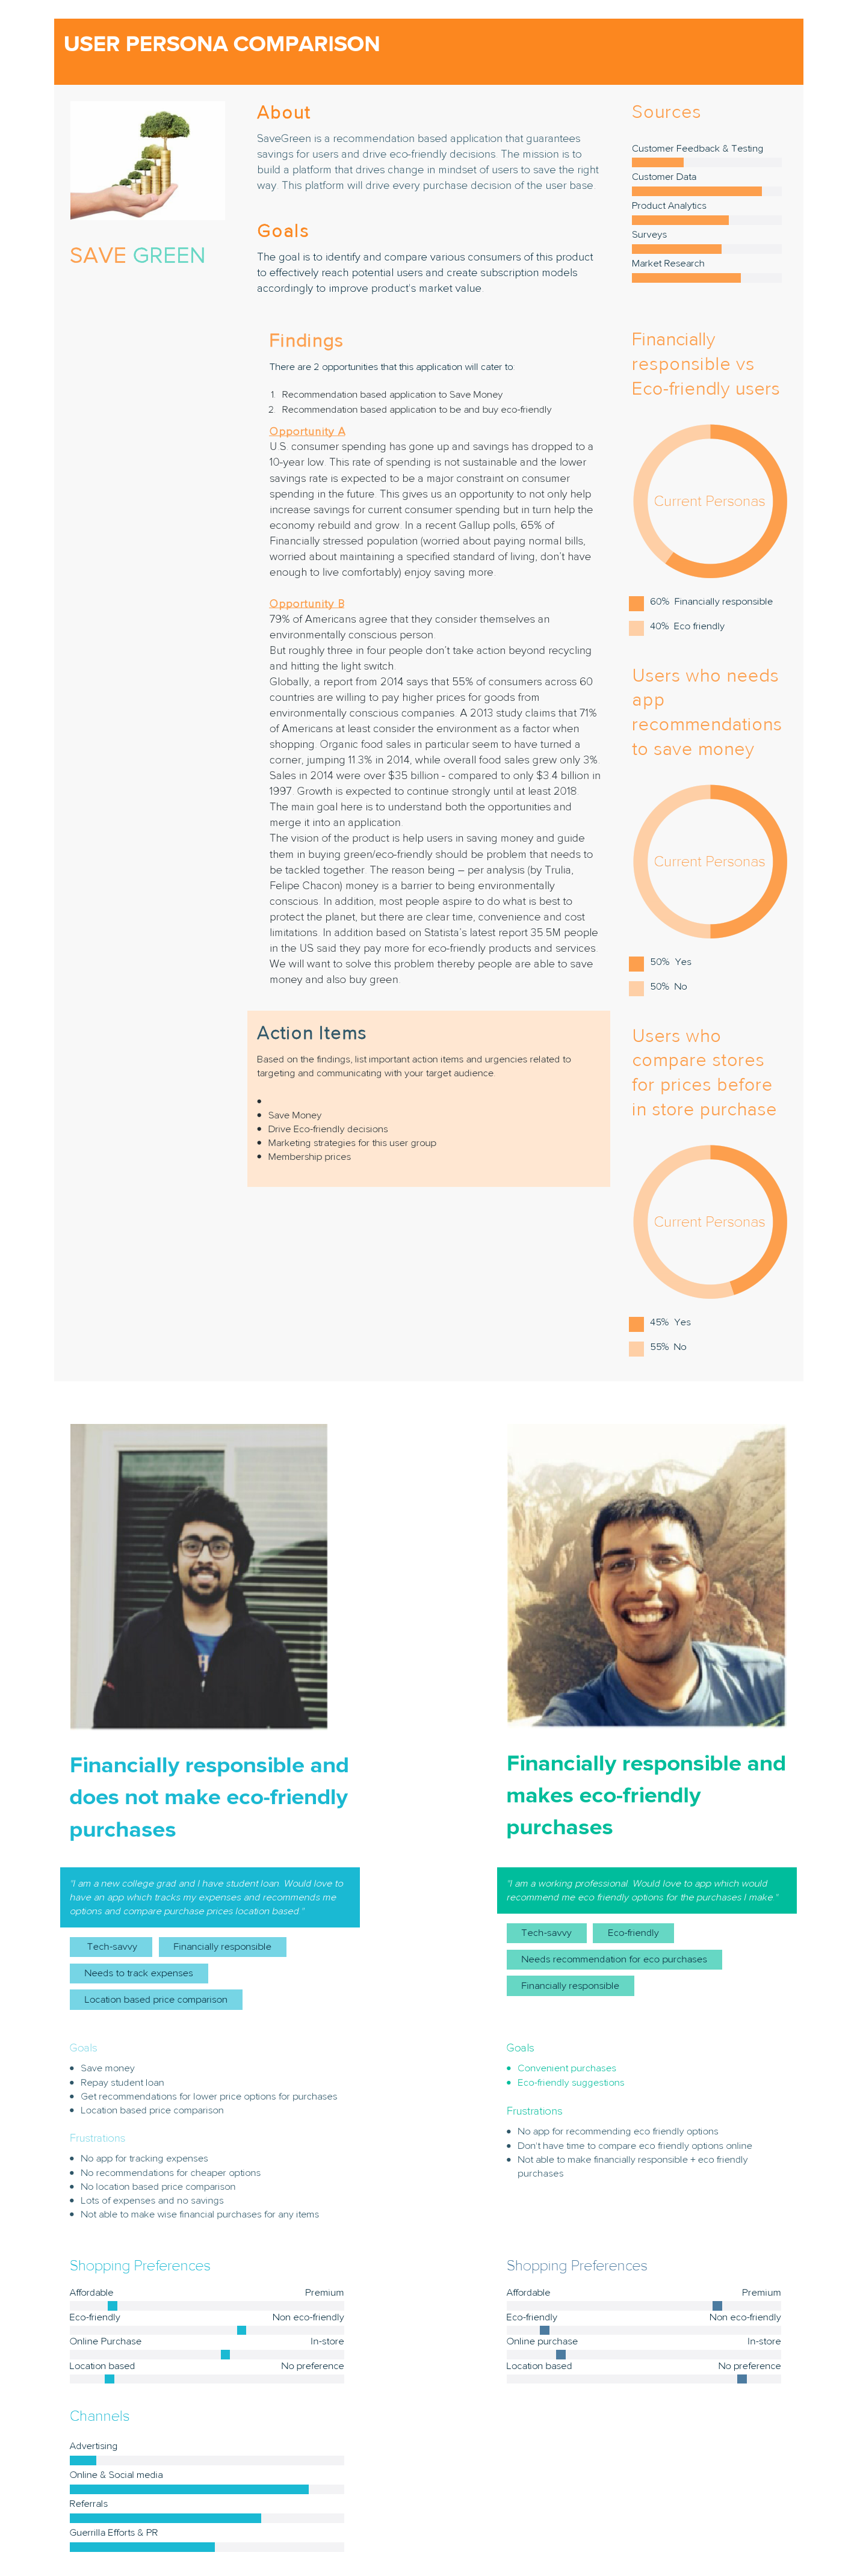 USER PERSONA COMPARISON
SAVE GREEN
About
SaveGreen is a recommendation based application that guarantees
savings for users and drive eco-friendly decisions. The mission is to
build a platform that drives change in mindset of users to save the right
way. This platform will drive every purchase decision of the user base.
Goals
The goal is to identify and compare various consumers of this product
to effectively reach potential users and create subscription models
accordingly to improve product's market value.
Findings
There are 2 opportunities that this application will cater to.
1. Recommendation based application to Save Money
2. Recommendation based application to be and buy eco-friendly
Opportunity A
U.S. consumer spending has gone up and savings has dropped to a
10-year low. This rate of spending is not sustainable and the lower
savings rate is expected to be a major constraint on consumer
spending in the future. This gives us an opportunity to not only help
increase savings for current consumer spending but in turn help the
economy rebuild and grow. In a recent Gallup polls, 65% of
Financially stressed population (worried about paying normal bills,
worried about maintaining a specified standard of living, don't have
enough to live comfortably) enjoy saving more.
Opportunity B
79% of Americans agree that they consider themselves an
environmentally conscious person.
But roughly three in four people don't take action beyond recycling
and hitting the light switch.
Globally, a report from 2014 says that 55% of consumers across 60
countries are willing to pay higher prices for goods from
environmentally conscious companies. A 2013 study claims that 71%
of Americans at least consider the environment as a factor when
shopping. Organic food sales in particular seem to have turned a
corner, jumping 11.3% in 2014, while overall food sales grew only 3%.
Sales in 2014 were over $35 billion - compared to only $3.4 billion in
1997. Growth is expected to continue strongly until at least 2018.
The main goal here is to understand both the opportunities and
merge it into an application.
The vision of the product is help users in saving money and guide
them in buying green/eco-friendly should be problem that needs to
be tackled together. The reason being – per analysis (by Trulia,
Felipe Chacon) money is a barrier to being environmentally
conscious. In addition, most people aspire to do what is best to
protect the planet, but there are clear time, convenience and cost
limitations. In addition based on Statista's latest report 35.5M people
in the US said they pay more for eco-friendly products and services.
We will want to solve this problem thereby people are able to save
money and also buy green.
Action Items
Based on the findings, list important action items and urgencies related to
targeting and communicating with your target audience.
•
• Save Money
• Drive Eco-friendly decisions
• Marketing strategies for this user group
• Membership prices
Sources
Customer Feedback & Testing
Customer Data
Product Analytics
Surveys
Market Research
Financially
responsible vs
Eco-friendly users
Current Personas
60% Financially responsible
40% Eco friendly
Users who needs
app
recommendations
to save money
Current Personas
50% Yes
50% No
Users who
compare stores
for prices before
in store purchase
Current Personas
45% Yes
55% No
Financially responsible and
does not make eco-friendly
purchases
"I am a new college grad and I have student loan. Would love to
have an app which tracks my expenses and recommends me
options and compare purchase prices location based."
Tech-savvy
Financially responsible
Needs to track expenses
Location based price comparison
Goals
• Save money
• Repay student loan
• Get recommendations for lower price options for purchases
• Location based price comparison
Frustrations
• No app for tracking expenses
• No recommendations for cheaper options
• No location based price comparison
• Lots of expenses and no savings
• Not able to make wise financial purchases for any items
Shopping Preferences
Affordable Premium
Eco-friendly Non eco-friendly
Online Purchase In-store
Location based No preference
Channels
Advertising
Online & Social media
Referrals
Guerrilla Efforts & PR
Financially responsible and
makes eco-friendly
purchases
"I am a working professional. Would love to app which would
recommend me eco friendly options for the purchases I make."
Tech-savvy
Eco-friendly
Needs recommendation for eco purchases
Financially responsible
Goals
• Convenient purchases
• Eco-friendly suggestions
Frustrations
• No app for recommending eco friendly options
• Don't have time to compare eco friendly options online
• Not able to make financially responsible + eco friendly
purchases
Shopping Preferences
Affordable Premium
Eco-friendly Non eco-friendly
Online purchase In-store
Location based No preference